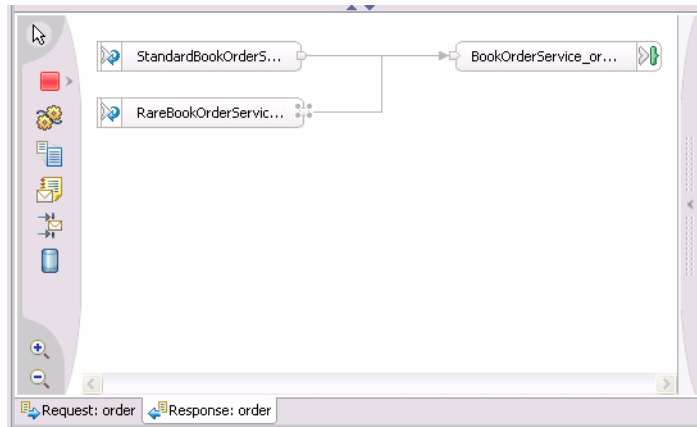 StandardBookOrderS...
BookOrderService_or...
RareBookOrderServic...
Request: order
Response: order